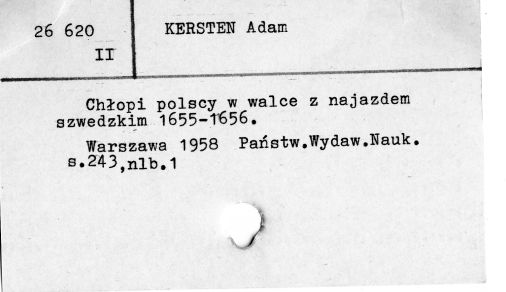 26 620
II
KERSTEN Adam
Chłopi polscy w walce z najazdem
szwedzkim 1655-1656.
Warszawa 1958 Państw.Wydaw.Nauk.
s.243,nlb.1